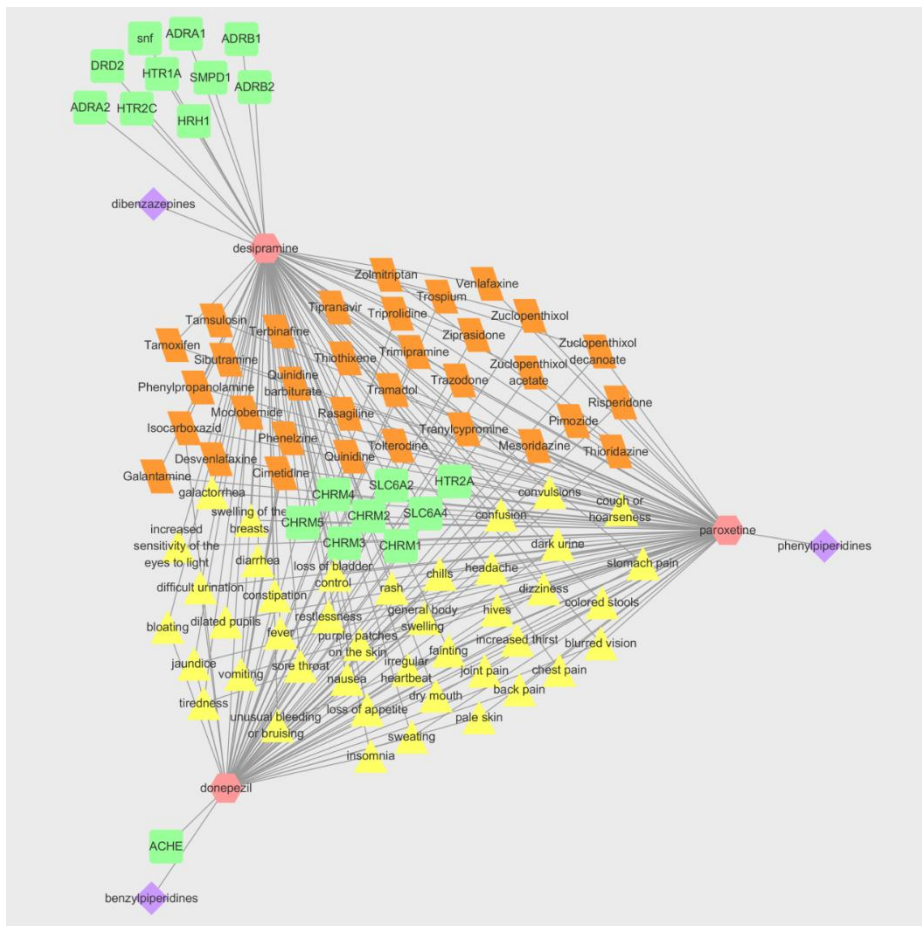 snf
ADRA1
ADRB1
DRD2
HTR1A
SMPD1
ADRB2
ADRA2
HTR2C
HRH1
dibenzazepines
desipramine
Zolmitriptan
Trospium
Venlafaxine
Tamsulosin
Terbinafine
Tipranavir
Triprolidine
Ziprasidone
Zuclopenthixol
Tamoxifen
Sibutramine
Thiothixene
Trimipramine
Zuclopenthixol
decanoate
Phenylpropanolamine
Quinidine
barbiturate
Tramadol
Trazodone
Zuclopenthixol
acetate
Risperidone
Isocarboxazid
Moclobemide
Rasagiline
Tranylcypromine
Pimozide
Phenelzine
Tolterodine
Mesoridazine
Thioridazine
Galantamine
Desvenlafaxine
Cimetidine
Quinidine
galactorrhea
CHRM4
SLC6A2
HTR2A
convulsions
cough or
hoarseness
swelling of the
breasts
CHRM5
CHRM2
SLC6A4
confusion
paroxetine
phenylpiperidines
increased
sensitivity of the
eyes to light
diarrhea
CHRM3
CHRM1
dark urine
stomach pain
loss of bladder
control
rash
chills
headache
dizziness
difficult urination
constipation
restlessness
general body
swelling
hives
colored stools
bloating
dilated pupils
fever
purple patches
on the skin
fainting
increased thirst
blurred vision
jaundice
vomiting
sore throat
nausea
irregular
heartbeat
joint pain
chest pain
tiredness
unusual bleeding
or bruising
loss of appetite
dry mouth
back pain
pale skin
sweating
insomnia
donepezil
ACHE
benzylpiperidines